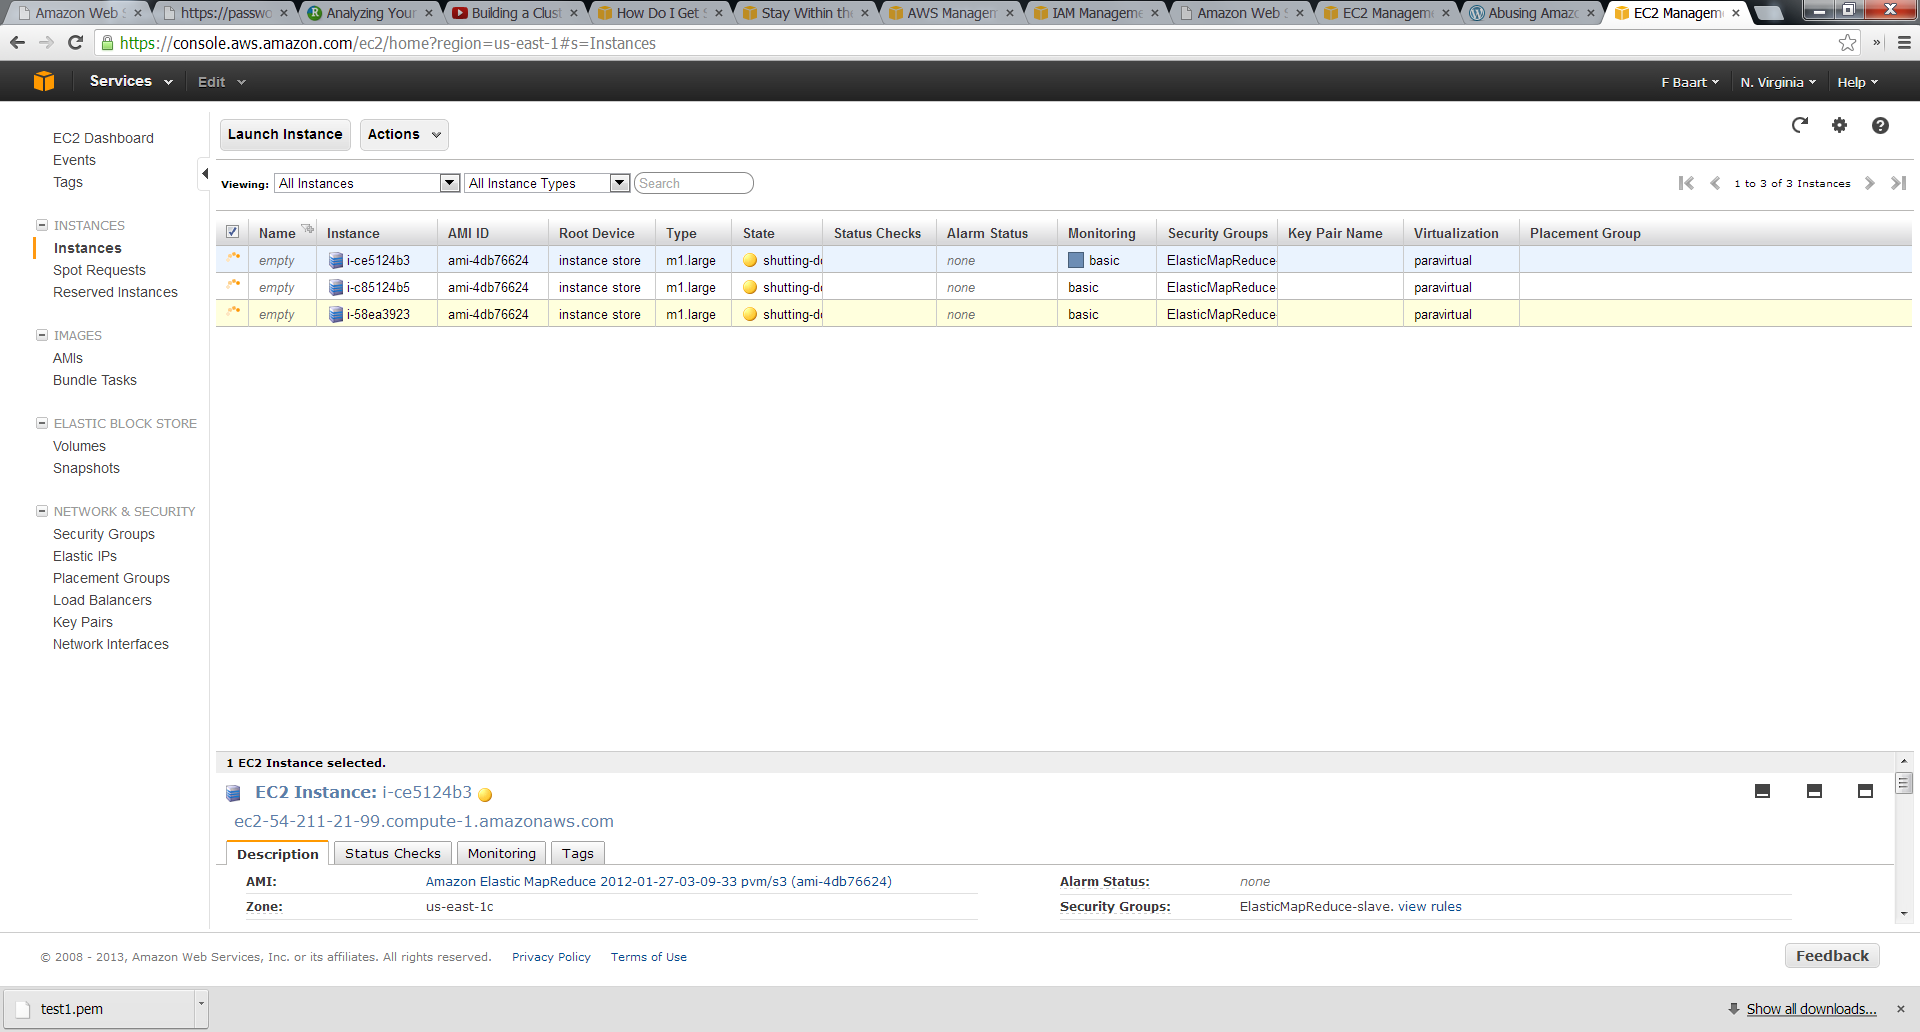 Amazon Web S
https://passwo
Analyzing Your
Building a Clust
How Do I Get S
Stay Within the
AWS Managem
IAM Manageme
Amazon Web S
EC2 Manageme
Abusing Amazo
EC2 Manageme
https://console.aws.amazon.com/ec2/home?region=us-east-1#s=Instances
Services Edit F Baart N. Virginia Help
EC2 Dashboard
Events
Tags
INSTANCES
Instances
Spot Requests
Reserved Instances
IMAGES
AMIs
Bundle Tasks
ELASTIC BLOCK STORE
Volumes
Snapshots
NETWORK & SECURITY
Security Groups
Elastic IPs
Placement Groups
Load Balancers
Key Pairs
Network Interfaces
Launch Instance Actions
Viewing: All Instances All Instance Types Search 1 to 3 of 3 Instances
Name Instance AMI ID Root Device Type State Status Checks Alarm Status Monitoring Security Groups Key Pair Name Virtualization Placement Group
empty i-ce5124b3 ami-4db76624 instance store m1.large shutting-do none basic ElasticMapReduce- paravirtual
empty i-c85124b5 ami-4db76624 instance store m1.large shutting-do none basic ElasticMapReduce- paravirtual
empty i-58ea3923 ami-4db76624 instance store m1.large shutting-do none basic ElasticMapReduce- paravirtual
1 EC2 Instance selected.
EC2 Instance: i-ce5124b3
ec2-54-211-21-99.compute-1.amazonaws.com
Description Status Checks Monitoring Tags
AMI: Amazon Elastic MapReduce 2012-01-27-03-09-33 pvm/s3 (ami-4db76624) Alarm Status: none
Zone: us-east-1c Security Groups: ElasticMapReduce-slave. view rules
© 2008 - 2013, Amazon Web Services, Inc. or its affiliates. All rights reserved. Privacy Policy Terms of Use Feedback
test1.pem Show all downloads...